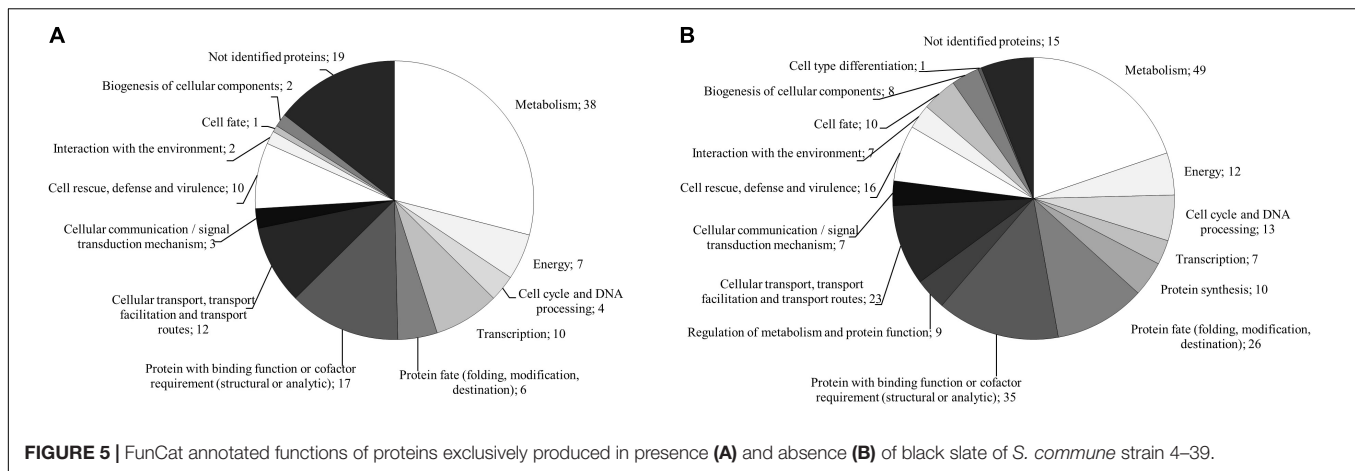 A
Not identified proteins; 19
Biogenesis of cellular components; 2
Cell fate; 1
Interaction with the environment; 2
Cell rescue, defense and virulence; 10
Cellular communication / signal
transduction mechanism; 3
Cellular transport, transport
facilitation and transport
routes; 12
Protein with binding function or cofactor
requirement (structural or analytic); 17
Metabolism; 38
Energy; 7
Cell cycle and DNA
processing; 4
Transcription; 10
Protein fate (folding, modification,
destination); 6
B
Not identified proteins; 15
Cell type differentiation; 1
Biogenesis of cellular components; 8
Cell fate; 10
Interaction with the environment; 7
Cell rescue, defense and virulence; 16
Cellular communication / signal
transduction mechanism; 7
Cellular transport, transport
facilitation and transport routes; 23
Regulation of metabolism and protein function; 9
Protein with binding function or cofactor
requirement (structural or analytic); 35
Metabolism; 49
Energy; 12
Cell cycle and DNA
processing; 13
Transcription; 7
Protein synthesis; 10
Protein fate (folding, modification,
destination); 26
FIGURE 5 | FunCat annotated functions of proteins exclusively produced in presence (A) and absence (B) of black slate of S. commune strain 4–39.